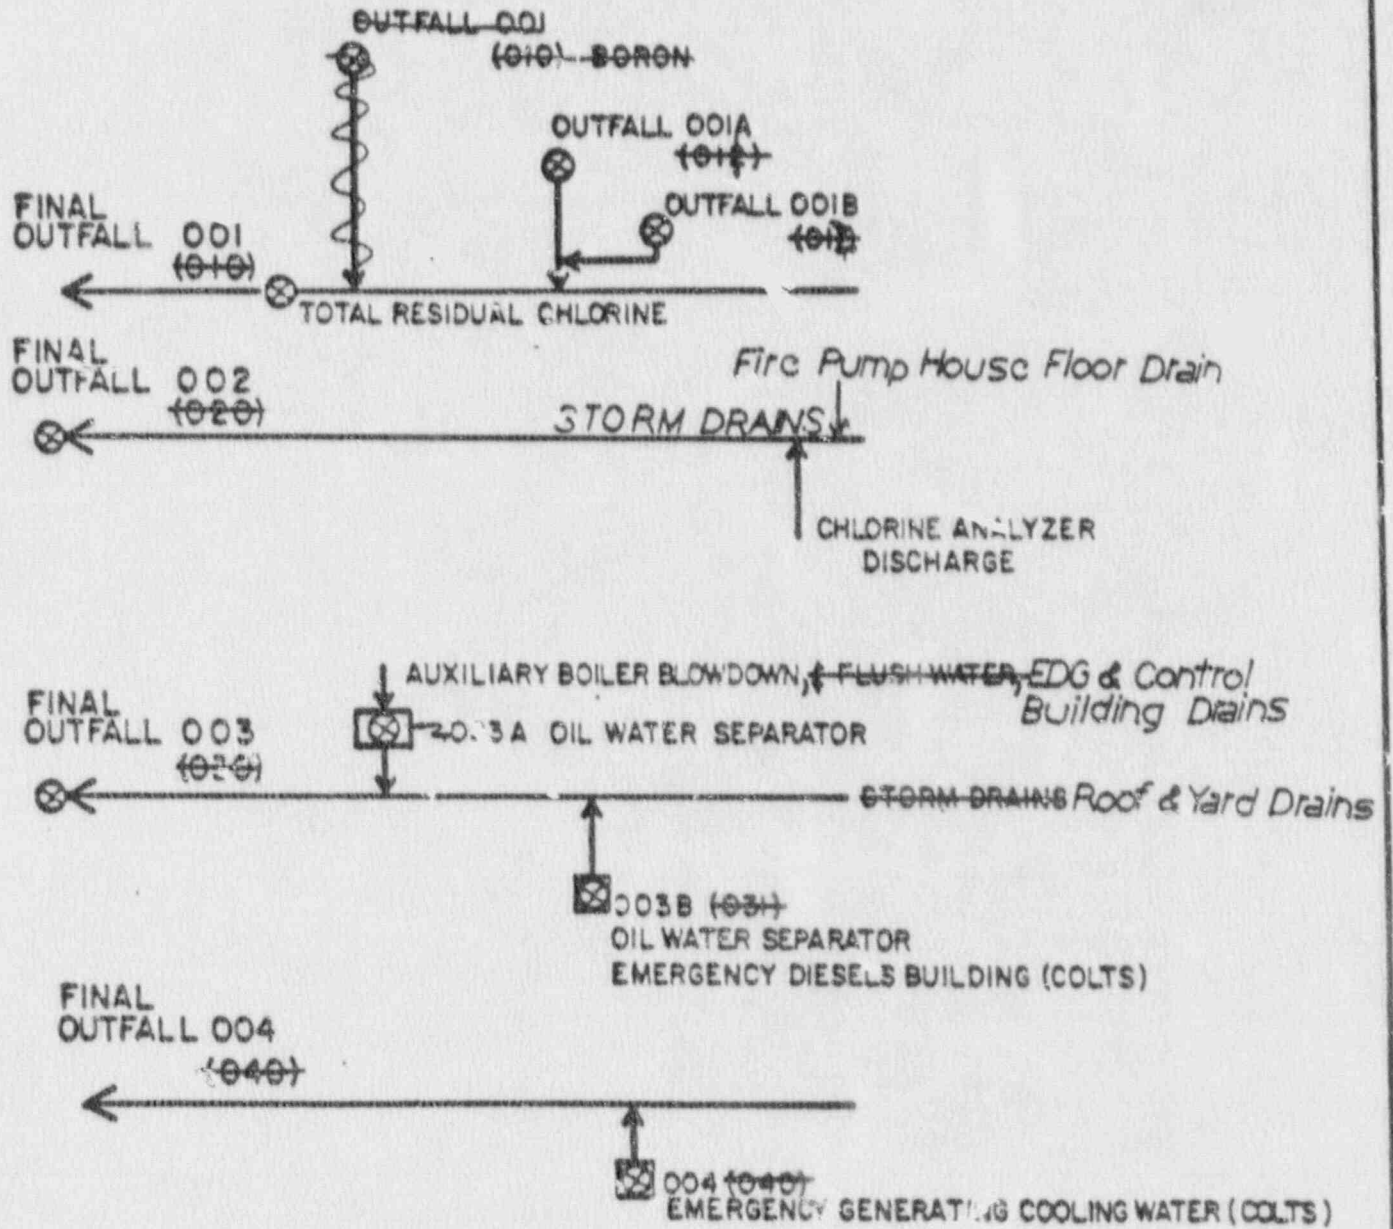 OUTFALL 001
(010) BORON
OUTFALL 001A
OUTFALL 001B
FINAL
OUTFALL 001
(010)
TOTAL RESIDUAL CHLORINE
FINAL
OUTFALL 002
(020)
Fire Pump House Floor Drain
STORM DRAINS
CHLORINE ANALYZER
DISCHARGE
AUXILIARY BOILER BLOWDOWN, & FLUSH WATER, EDG & Control
Building Drains
FINAL
OUTFALL 003
3A OIL WATER SEPARATOR
STORM DRAINS Roof & Yard Drains
003B (031)
OIL WATER SEPARATOR
EMERGENCY DIESELS BUILDING (COLTS)
FINAL
OUTFALL 004
(040)
004 (040)
EMERGENCY GENERATING COOLING WATER (COLTS)